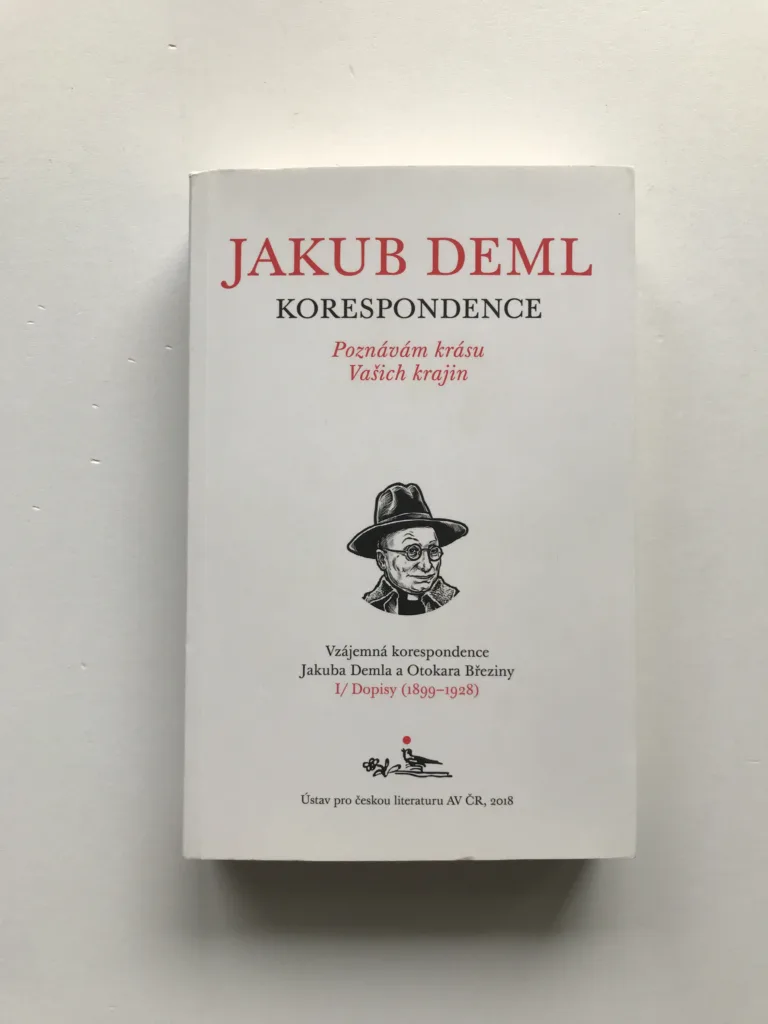 JAKUB DEML
KORESPONDENCE
Poznávám krásu
Vašich krajin
Vzájemná korespondence
Jakuba Demla a Otokara Březiny
I/ Dopisy (1899–1928)
Ústav pro českou literaturu AV ČR, 2018